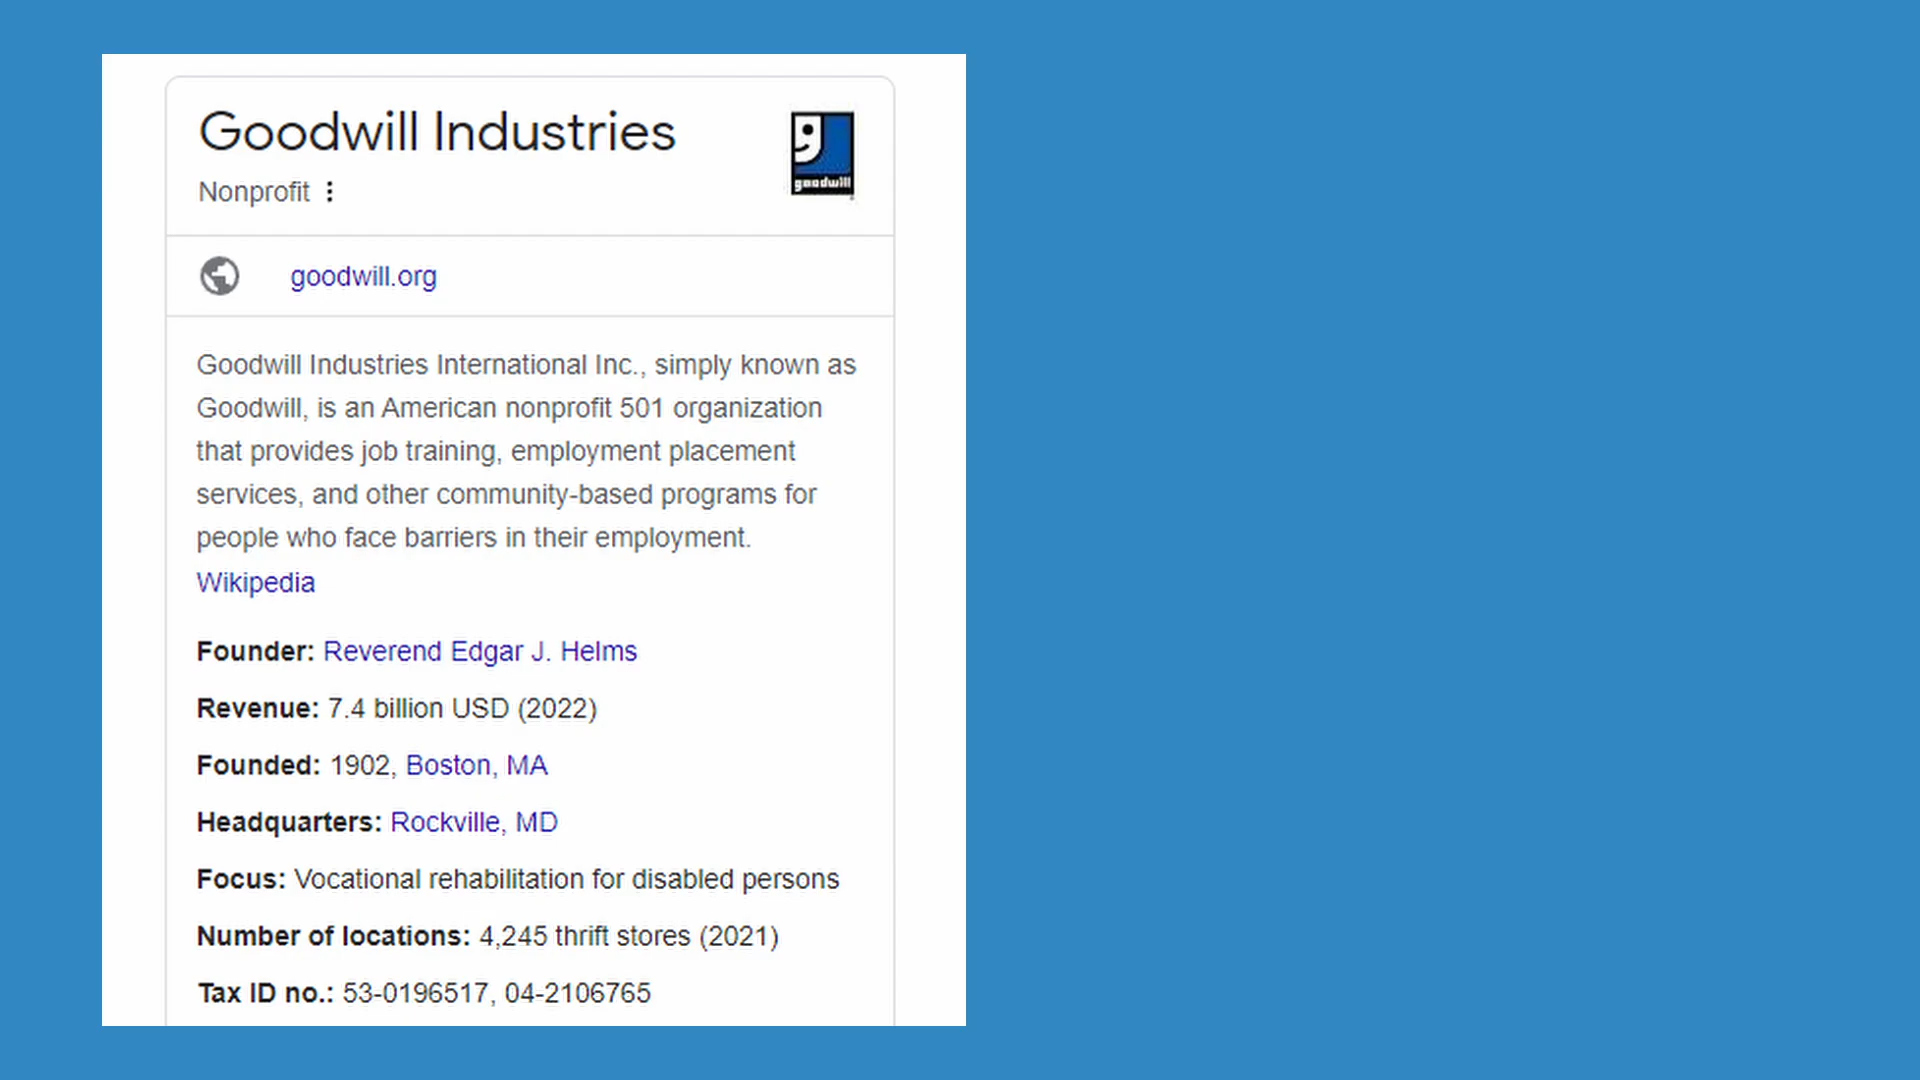 Goodwill Industries
Nonprofit
goodwill
goodwill.org
Goodwill Industries International Inc., simply known as
Goodwill, is an American nonprofit 501 organization
that provides job training, employment placement
services, and other community-based programs for
people who face barriers in their employment.
Wikipedia
Founder: Reverend Edgar J. Helms
Revenue: 7.4 billion USD (2022)
Founded: 1902, Boston, MA
Headquarters: Rockville, MD
Focus: Vocational rehabilitation for disabled persons
Number of locations: 4,245 thrift stores (2021)
Tax ID no.: 53-0196517, 04-2106765